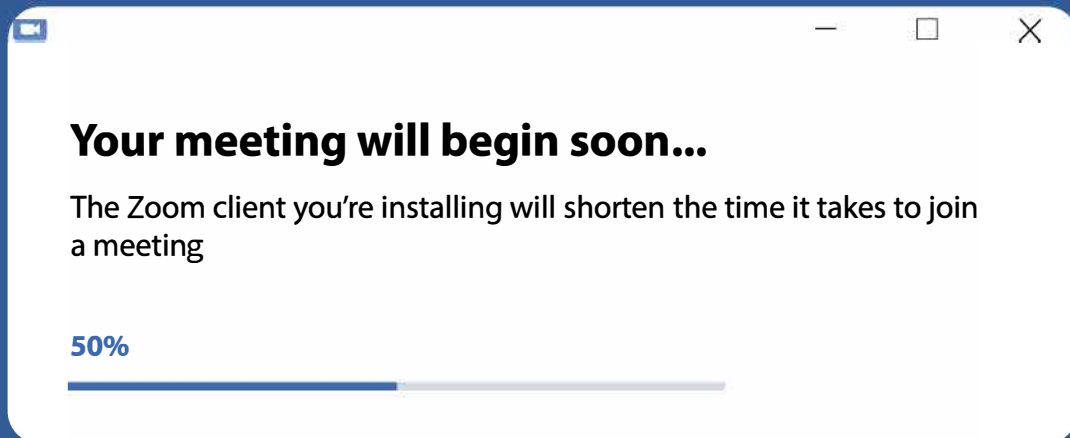 Your meeting will begin soon...
The Zoom client you're installing will shorten the time it takes to join
a meeting
50%